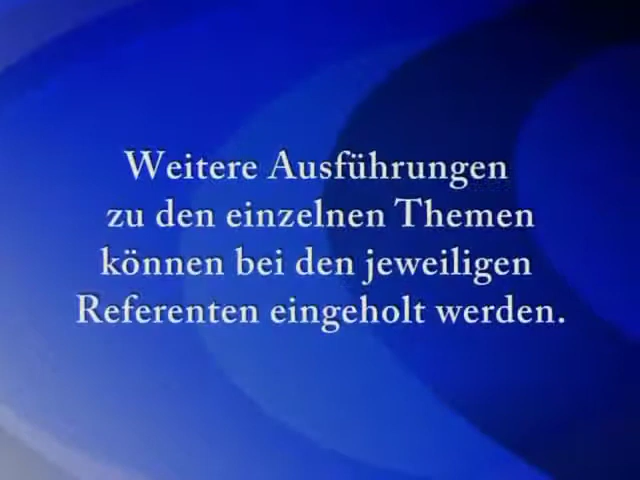 Weitere Ausführungen
zu den einzelnen Themen
können bei den jeweiligen
Referenten eingeholt werden.